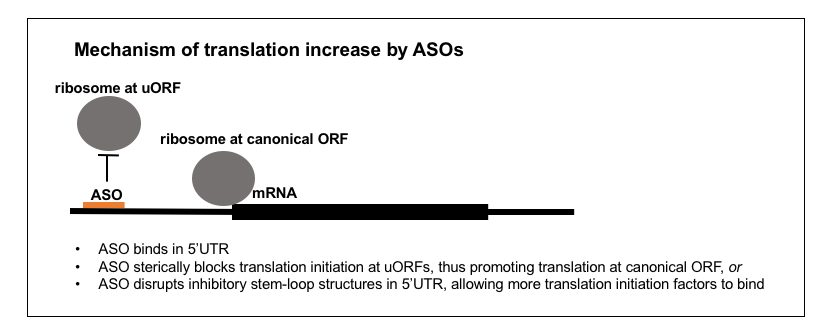 Mechanism of translation increase by ASOs
ribosome at uORF
ribosome at canonical ORF
ASO
mRNA
• ASO binds in 5'UTR
• ASO sterically blocks translation initiation at uORFs, thus promoting translation at canonical ORF, or
• ASO disrupts inhibitory stem-loop structures in 5'UTR, allowing more translation initiation factors to bind